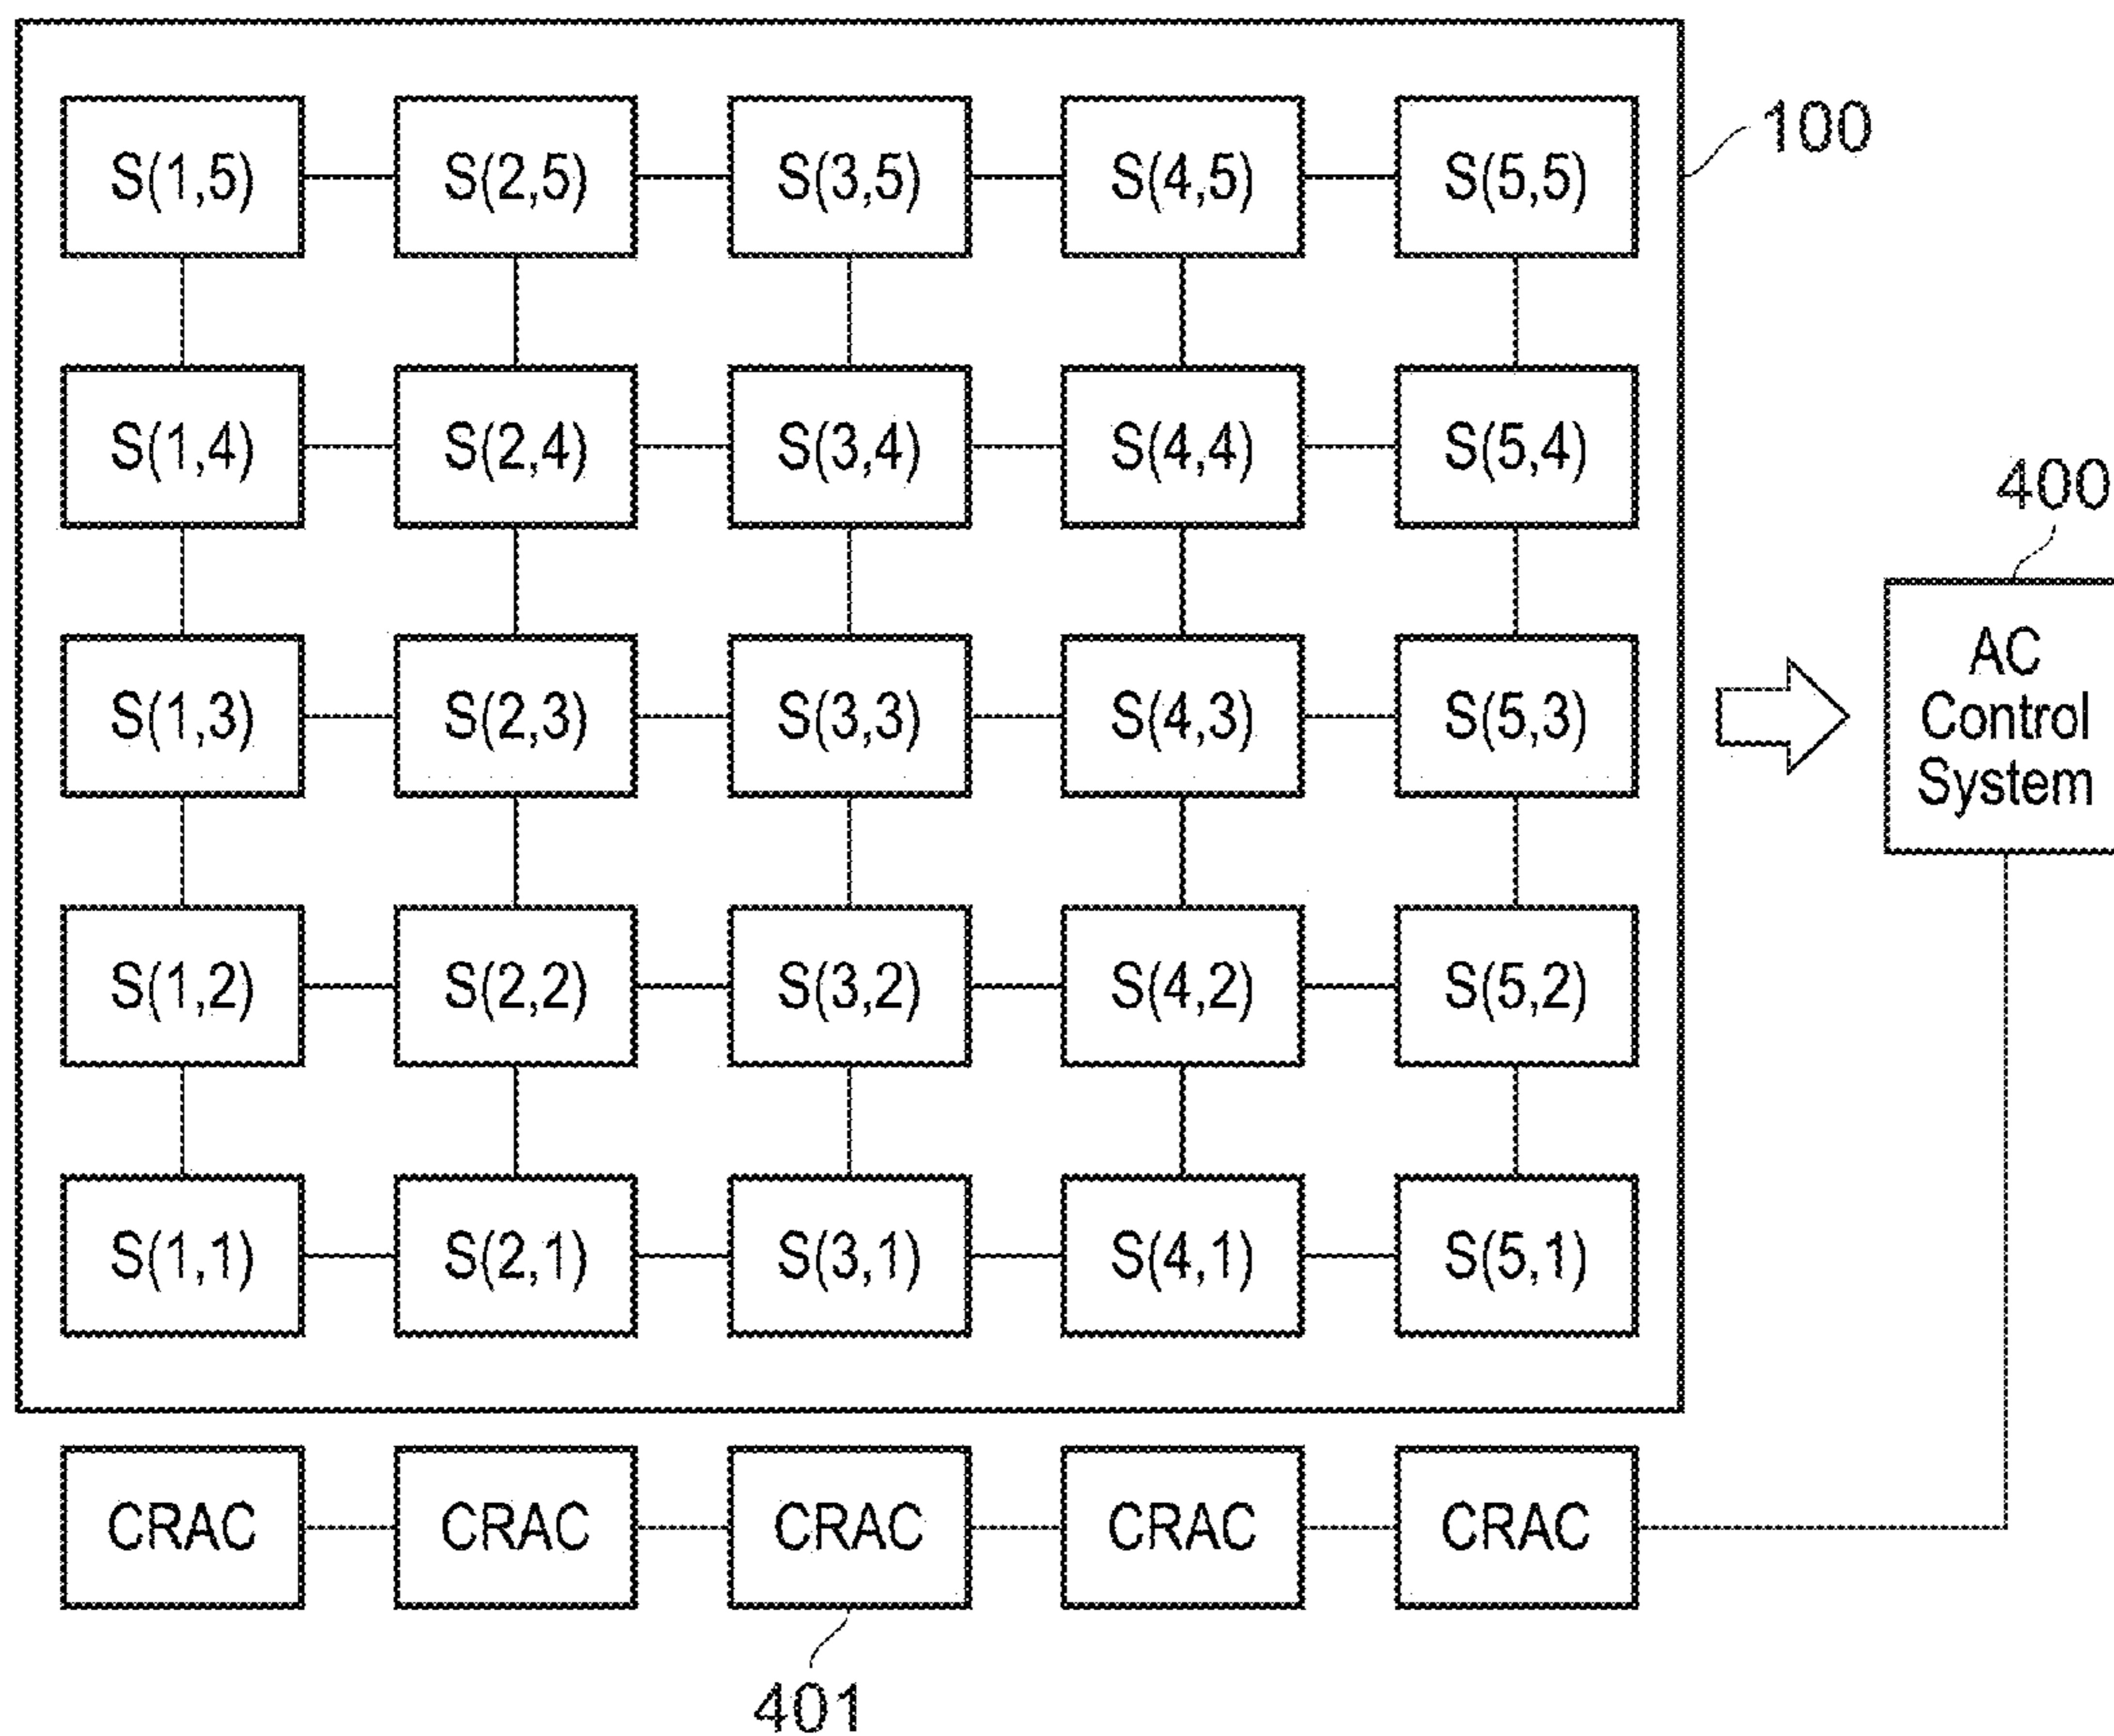 100
S(1,5) S(2,5) S(3,5) S(4,5) S(5,5)
S(1,4) S(2,4) S(3,4) S(4,4) S(5,4)
400
AC
Control
System
S(1,3) S(2,3) S(3,3) S(4,3) S(5,3)
S(1,2) S(2,2) S(3,2) S(4,2) S(5,2)
S(1,1) S(2,1) S(3,1) S(4,1) S(5,1)
CRAC CRAC CRAC CRAC CRAC
401